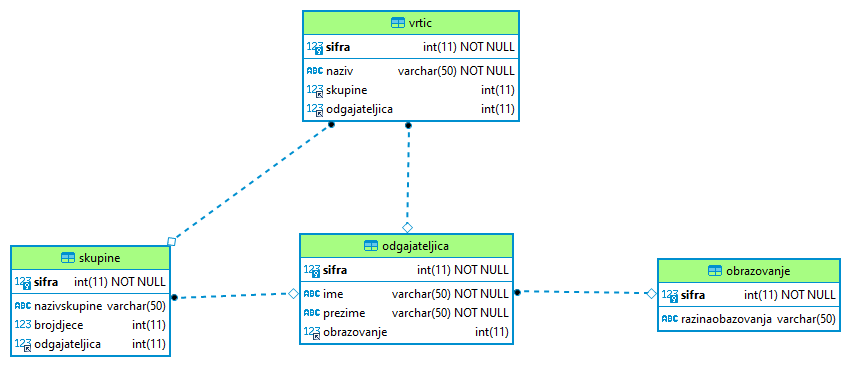 vrtic
123 sifra int(11) NOT NULL
ABC naziv varchar(50) NOT NULL
123 skupine int(11)
123 odgajateljica int(11)
skupine
123 sifra int(11) NOT NULL
ABC nazivskupine varchar(50)
123 brojdjece int(11)
123 odgajateljica int(11)
odgajateljica
123 sifra int(11) NOT NULL
ABC ime varchar(50) NOT NULL
ABC prezime varchar(50) NOT NULL
123 obrazovanje int(11)
obrazovanje
123 sifra int(11) NOT NULL
ABC razinaobazovanja varchar(50)